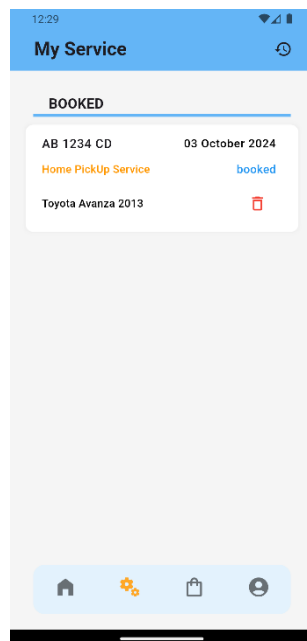 12:29
My Service
BOOKED
AB 1234 CD 03 October 2024
Home PickUp Service booked
Toyota Avanza 2013